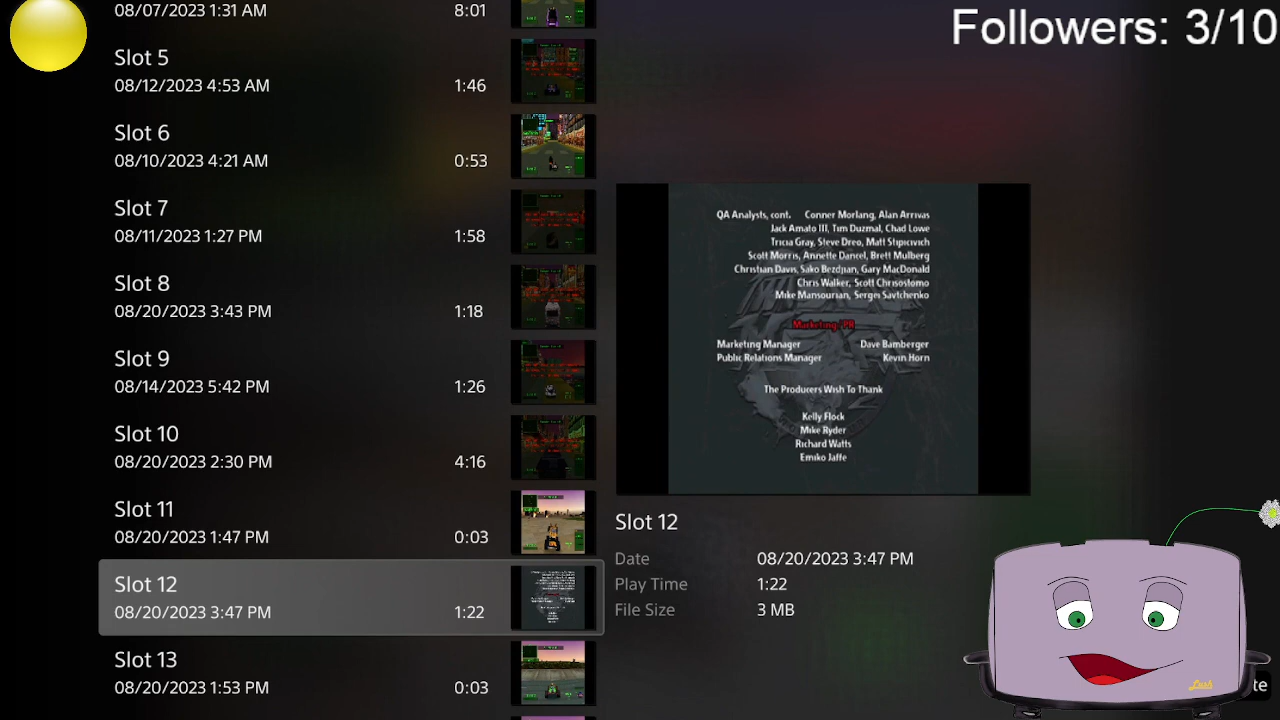 08/07/2023 1:31 AM 8:01
Followers: 3/10
Slot 5
08/12/2023 4:53 AM 1:46
Slot 6
08/10/2023 4:21 AM 0:53
Slot 7
08/11/2023 1:27 PM 1:58
Slot 8
08/20/2023 3:43 PM 1:18
Slot 9
08/14/2023 5:42 PM 1:26
Slot 10
08/20/2023 2:30 PM 4:16
Slot 11
08/20/2023 1:47 PM 0:03
Slot 12
08/20/2023 3:47 PM 1:22
Slot 13
08/20/2023 1:53 PM 0:03
QA Analysts, cont. Conner Morlang, Alan Arrivas
Jack Amato III, Tim Duzmal, Chad Lowe
Tricia Gray, Steve Dreo, Matt Stipicivich
Scott Morris, Annette Dancel, Brett Mulberg
Christian Davis, Sako Bezdjian, Gary MacDonald
Chris Walker, Scott Chrisostomo
Mike Mansourian, Sergei Savtchenko
Marketing/PR
Marketing Manager Dave Bamberger
Public Relations Manager Kevin Horn
The Producers Wish To Thank
Kelly Flock
Mike Ryder
Richard Watts
Emiko Jaffe
Slot 12
Date 08/20/2023 3:47 PM
Play Time 1:22
File Size 3 MB
Lush
te